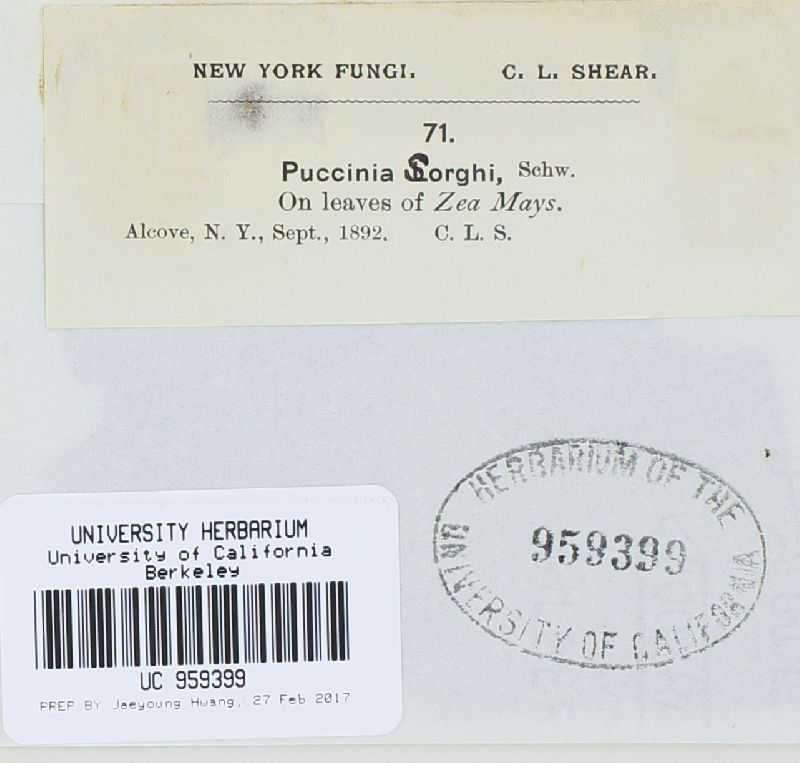 NEW YORK FUNGI. C. L. SHEAR.
71.
Puccinia Sorghi, Schw.
On leaves of Zea Mays.
Alcove, N. Y., Sept., 1892. C. L. S.
HERBARIUM OF THE
959399
UNIVERSITY OF CALIFORNIA
UNIVERSITY HERBARIUM
University of California
Berkeley
UC 959399
PREP BY Jaeyoung Hwang, 27 Feb 2017